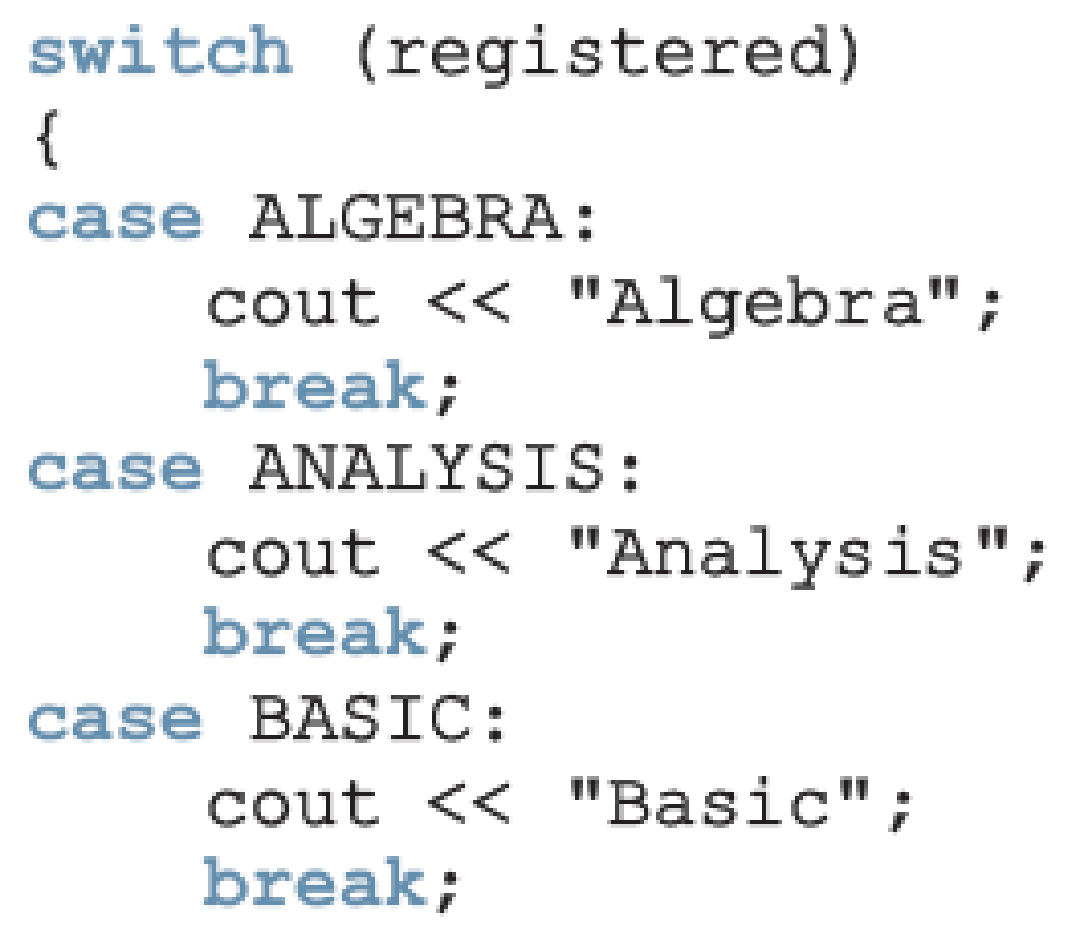 switch (registered)
{
case ALGEBRA:
    cout << "Algebra";
    break;
case ANALYSIS:
    cout << "Analysis";
    break;
case BASIC:
    cout << "Basic";
    break;